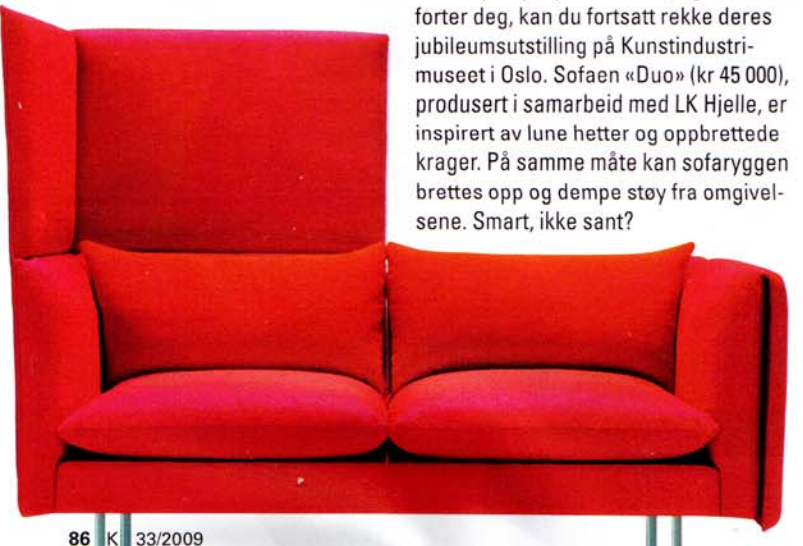 forter deg, kan du fortsatt rekke deres
jubileumsutstilling på Kunstindustri-
museet i Oslo. Sofaen «Duo» (kr 45 000),
produsert i samarbeid med LK Hjelle, er
inspirert av lune hetter og oppbrettede
krager. På samme måte kan sofaryggen
brettes opp og dempe støy fra omgivel-
sene. Smart, ikke sant?
86 K 33/2009